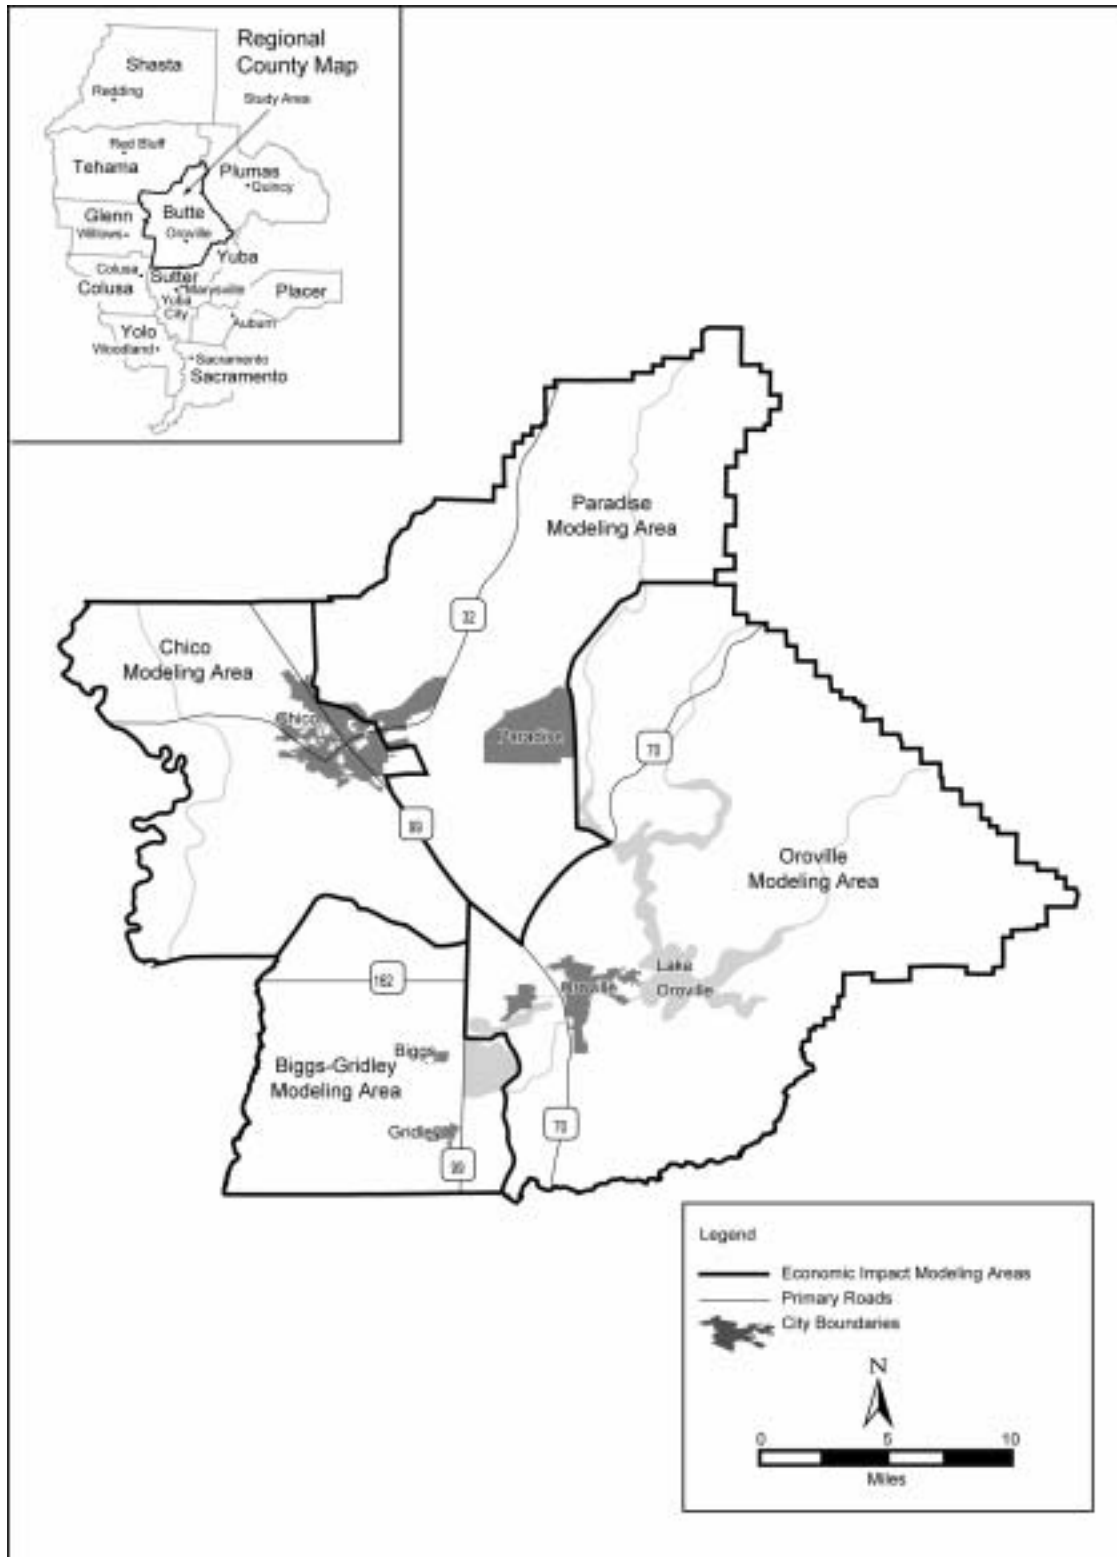 Regional
County Map
Study Area
Shasta
Redding
Red Bluff
Tehama
Plumas
Quincy
Glenn
Willows
Butte
Oroville
Yuba
Colusa
Colusa
Sutter
Marysville
Yuba
City
Placer
Auburn
Yolo
Woodland
Sacramento
Sacramento
Paradise
Modeling Area
32
Chico
Modeling Area
Chico
Paradise
70
99
Oroville
Modeling Area
Lake
Oroville
Oroville
162
Biggs
Biggs-Gridley
Modeling Area
Gridley
70
99
Legend
Economic Impact Modeling Areas
Primary Roads
City Boundaries
N
0 5 10
Miles